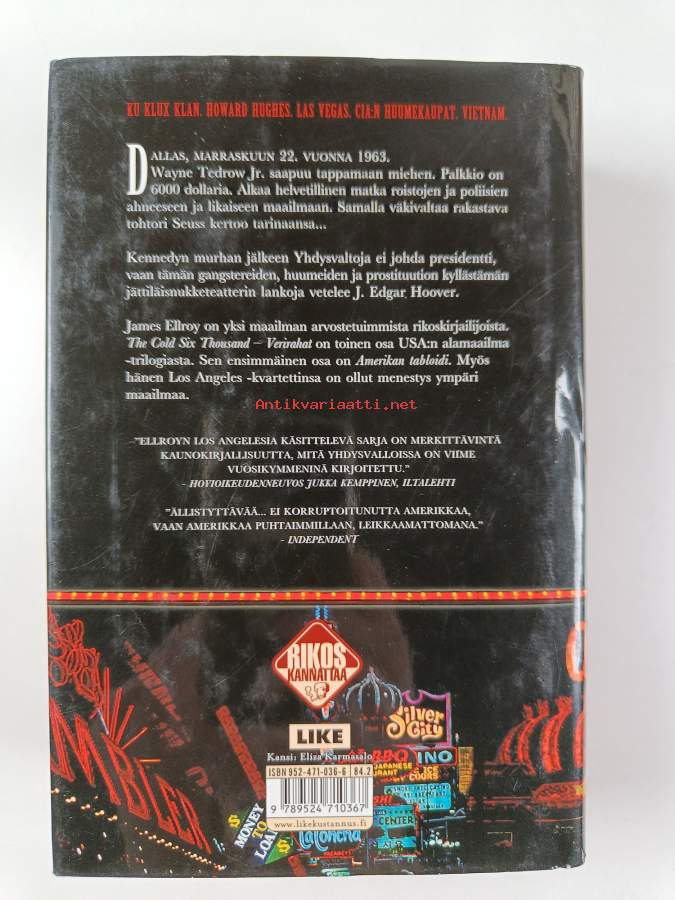 KU KLUX KLAN. HOWARD HUGHES. LAS VEGAS. CIA:N HUUMEKAUPAT. VIETNAM.
DALLAS, MARRASKUUN 22. VUONNA 1963.
Wayne Tedrow Jr. saapuu tappamaan miehen. Palkkio on
6000 dollaria. Alkaa helvetillinen matka roistojen ja poliisien
ahneeseen ja likaiseen maailmaan. Samalla väkivaltaa rakastava
tohtori Seuss kertoo tarinaansa...
Kennedyn murhan jälkeen Yhdysvaltoja ei johda presidentti,
vaan tämän gangstereiden, huumeiden ja prostituution kyllästämän
jättiläisnukketeatterin lankoja vetelee J. Edgar Hoover.
James Ellroy on yksi maailman arvostetuimmista rikoskirjailijoista.
The Cold Six Thousand – Verirahat on toinen osa USA:n alamaailma
-trilogiasta. Sen ensimmäinen osa on Amerikan tabloidi. Myös
hänen Los Angeles -kvartettinsa on ollut menestys ympäri
maailmaa.
Antikvariaatti.net
"ELLROYN LOS ANGELESIA KÄSITTELEVÄ SARJA ON MERKITTÄVINTÄ
KAUNOKIRJALLISUUTTA, MITÄ YHDYSVALLOISSA ON VIIME
VUOSIKYMMENINÄ KIRJOITETTU."
- HOVIOIKEUDENNEUVOS JUKKA KEMPPINEN, ILTALEHTI
"ÄLLISTYTTÄVÄÄ... EI KORRUPTOITUNUTTA AMERIKKAA,
VAAN AMERIKKAA PUHTAIMMILLAAN, LEIKKAAMATTOMANA."
- INDEPENDENT
RIKOS
KANNATTAA
LIKE
Kansi: Eliza Karmasalo
ISBN 952-471-036-6 84.2
9 789524 710367
www.likekustannus.fi
Silver
City
INO
JAPANESE
ICE
COORS
CENTER
LaConcha
MONEY
TO
LOAN